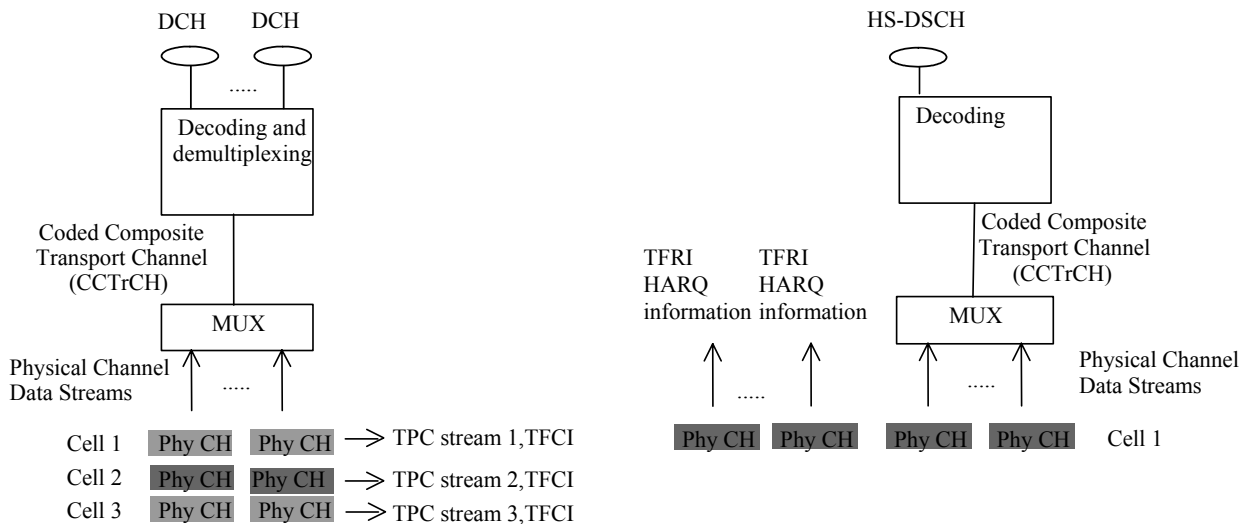 DCH DCH
.....
Decoding and
demultiplexing
Coded Composite
Transport Channel
(CCTrCH)
MUX
Physical Channel
Data Streams
.....
Cell 1 Phy CH Phy CH TPC stream 1,TFCI
Cell 2 Phy CH Phy CH TPC stream 2,TFCI
Cell 3 Phy CH Phy CH TPC stream 3,TFCI
HS-DSCH
Decoding
Coded Composite
Transport Channel
(CCTrCH)
TFRI
HARQ
information
TFRI
HARQ
information
MUX
Physical Channel
Data Streams
.....
.....
Phy CH Phy CH Phy CH Phy CH Cell 1